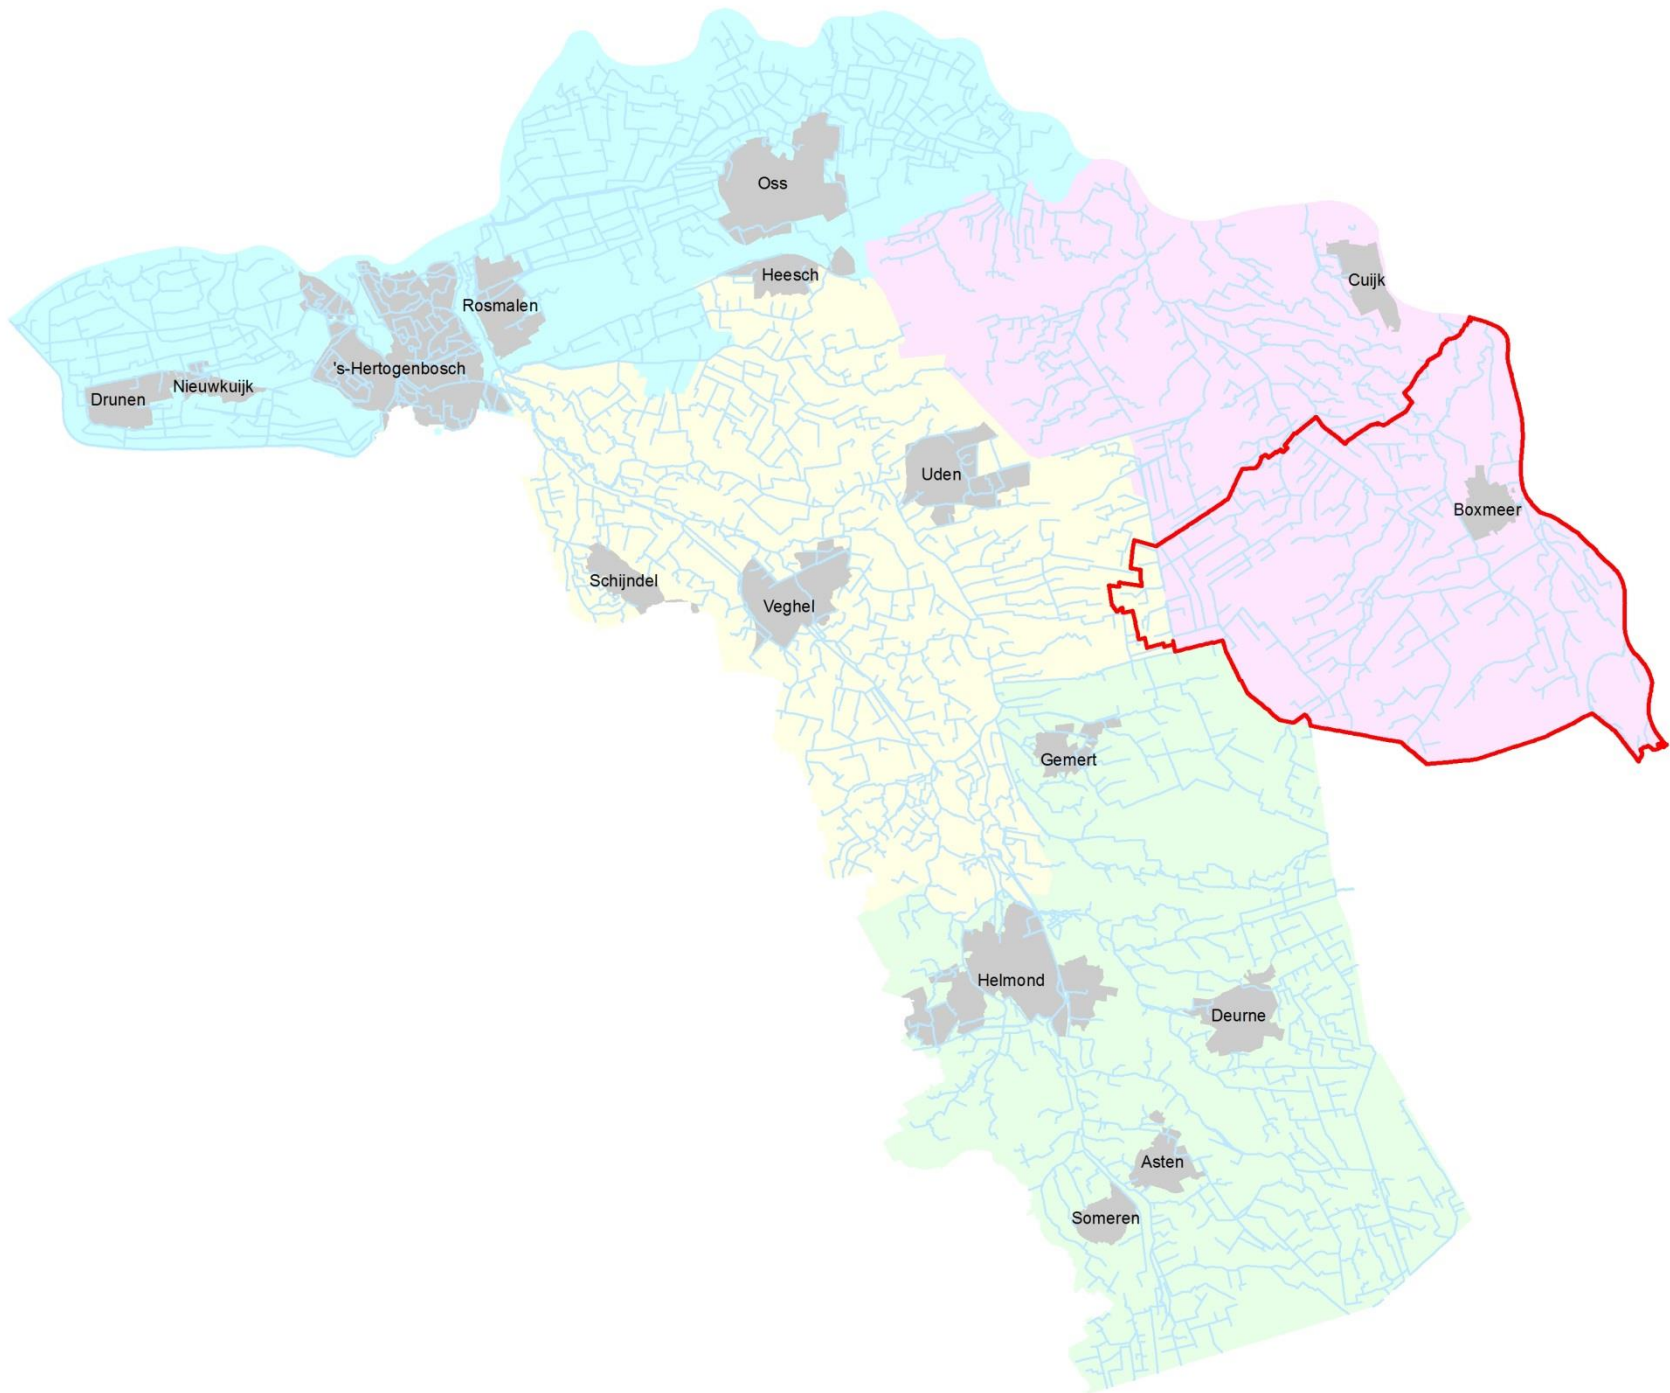 Oss
Heesch
Cuijk
Rosmalen
's-Hertogenbosch
Nieuwkuijk
Drunen
Uden
Boxmeer
Schijndel
Veghel
Gemert
Helmond
Deurne
Asten
Someren